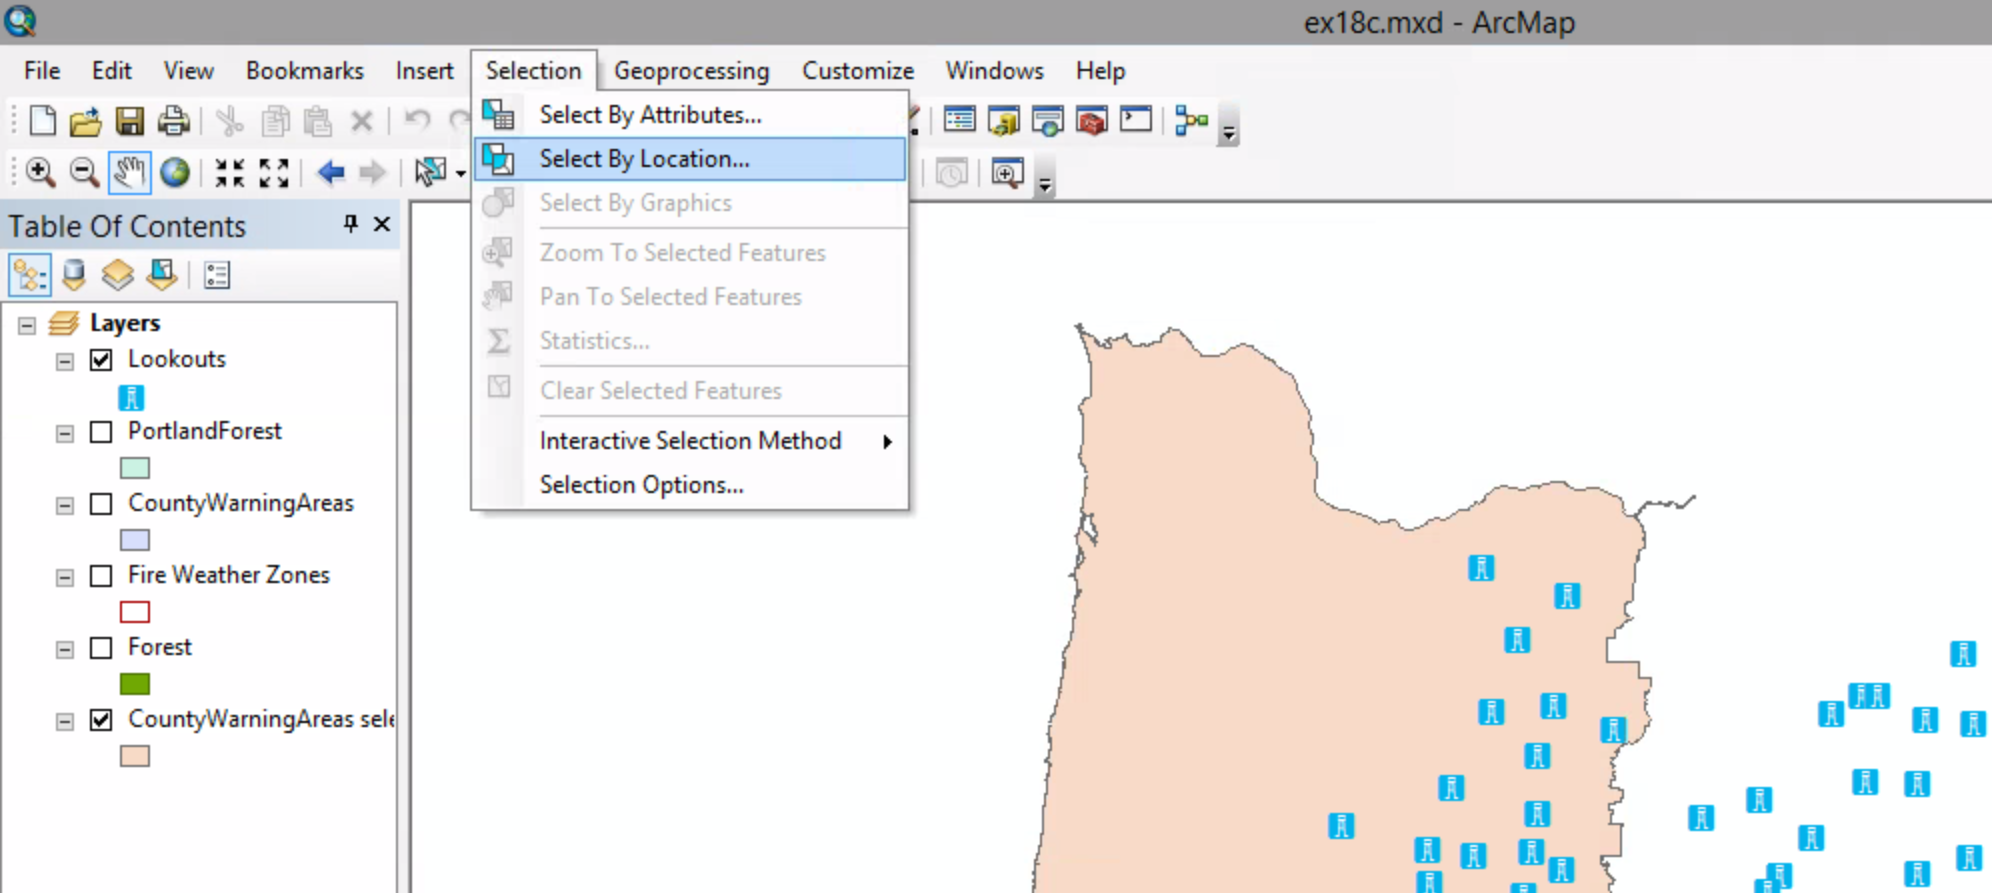 ex18c.mxd - ArcMap
File Edit View Bookmarks Insert Selection Geoprocessing Customize Windows Help
Select By Attributes...
Select By Location...
Select By Graphics
Zoom To Selected Features
Pan To Selected Features
Statistics...
Clear Selected Features
Interactive Selection Method
Selection Options...
Table Of Contents
Layers
Lookouts
PortlandForest
CountyWarningAreas
Fire Weather Zones
Forest
CountyWarningAreas sele